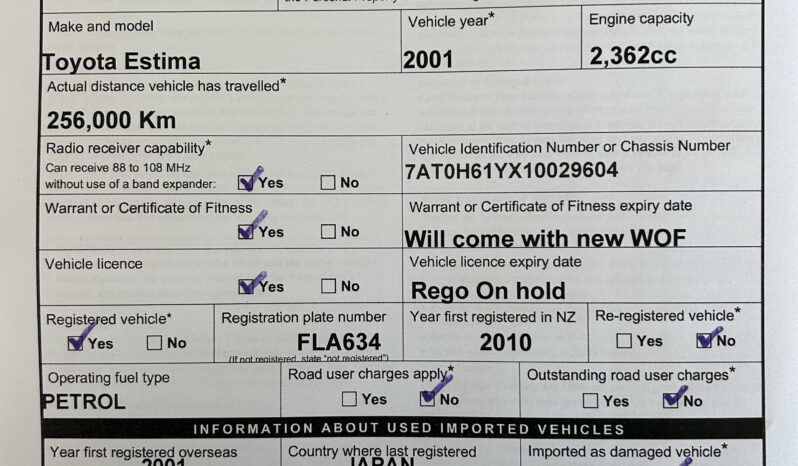 Make and model
Vehicle year*
Engine capacity
Toyota Estima
2001
2,362cc
Actual distance vehicle has travelled*
256,000 Km
Radio receiver capability*
Can receive 88 to 108 MHz
without use of a band expander:
Yes
No
Vehicle Identification Number or Chassis Number
7AT0H61YX10029604
Warrant or Certificate of Fitness
Yes
No
Warrant or Certificate of Fitness expiry date
Will come with new WOF
Vehicle licence
Yes
No
Vehicle licence expiry date
Rego On hold
Registered vehicle*
Yes
No
Registration plate number
FLA634
(If not registered, state "not registered")
Year first registered in NZ
2010
Re-registered vehicle*
Yes
No
Operating fuel type
PETROL
Road user charges apply*
Yes
No
Outstanding road user charges*
Yes
No
INFORMATION ABOUT USED IMPORTED VEHICLES
Year first registered overseas
2001
Country where last registered
JAPAN
Imported as damaged vehicle*